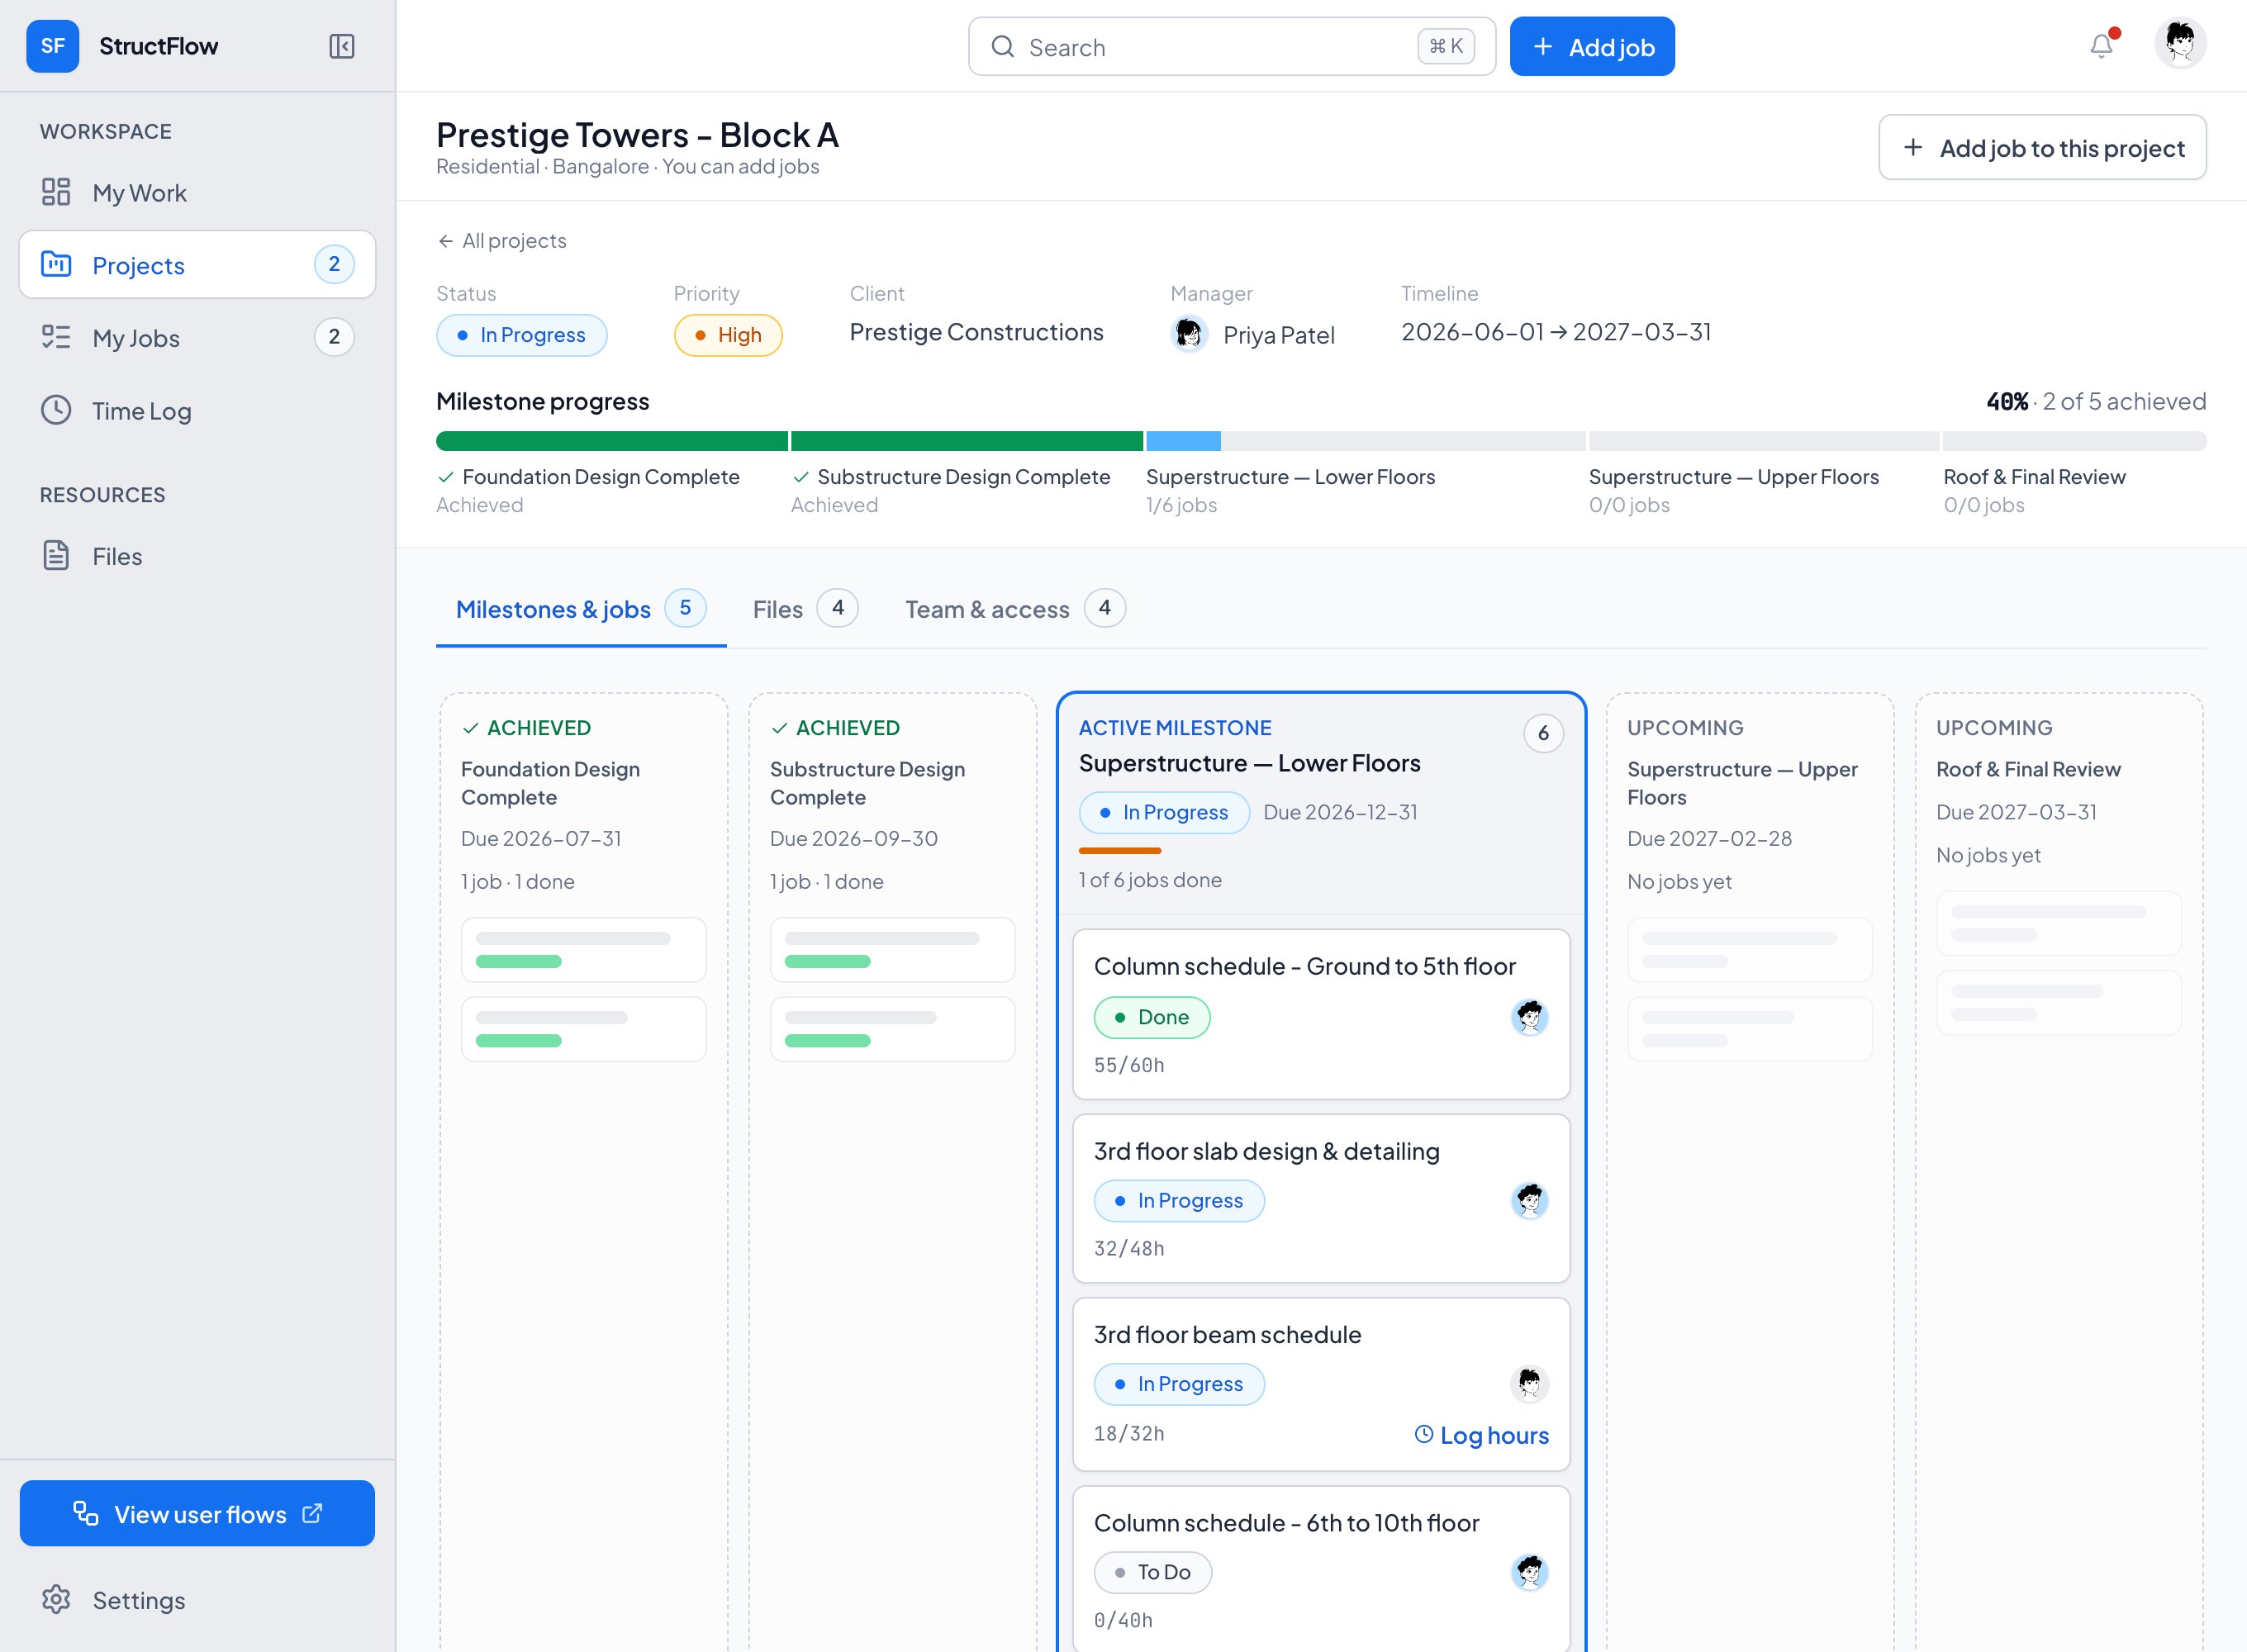 SF StructFlow
Search
⌘ K
+ Add job
WORKSPACE
My Work
Projects 2
My Jobs 2
Time Log
RESOURCES
Files
View user flows
Settings
Prestige Towers - Block A
Residential · Bangalore · You can add jobs
+ Add job to this project
← All projects
Status
In Progress
Priority
High
Client
Prestige Constructions
Manager
Priya Patel
Timeline
2026-06-01 → 2027-03-31
Milestone progress
40% · 2 of 5 achieved
✓ Foundation Design Complete
Achieved
✓ Substructure Design Complete
Achieved
Superstructure — Lower Floors
1/6 jobs
Superstructure — Upper Floors
0/0 jobs
Roof & Final Review
0/0 jobs
Milestones & jobs 5
Files 4
Team & access 4
✓ ACHIEVED
Foundation Design
Complete
Due 2026-07-31
1 job · 1 done
✓ ACHIEVED
Substructure Design
Complete
Due 2026-09-30
1 job · 1 done
ACTIVE MILESTONE
6
Superstructure — Lower Floors
In Progress
Due 2026-12-31
1 of 6 jobs done
Column schedule - Ground to 5th floor
Done
55/60h
3rd floor slab design & detailing
In Progress
32/48h
3rd floor beam schedule
In Progress
18/32h
Log hours
Column schedule - 6th to 10th floor
To Do
0/40h
UPCOMING
Superstructure — Upper
Floors
Due 2027-02-28
No jobs yet
UPCOMING
Roof & Final Review
Due 2027-03-31
No jobs yet